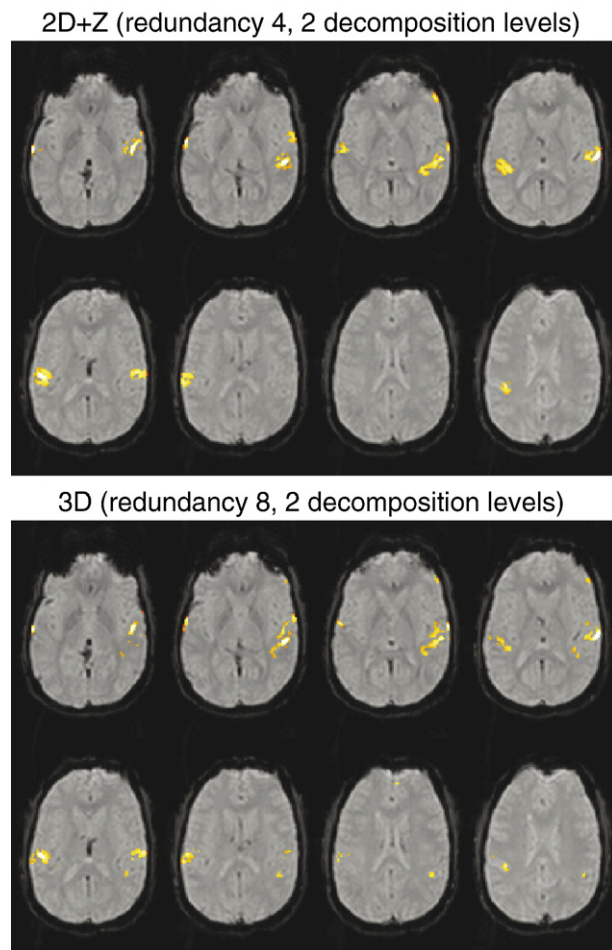 2D+Z (redundancy 4, 2 decomposition levels)
3D (redundancy 8, 2 decomposition levels)